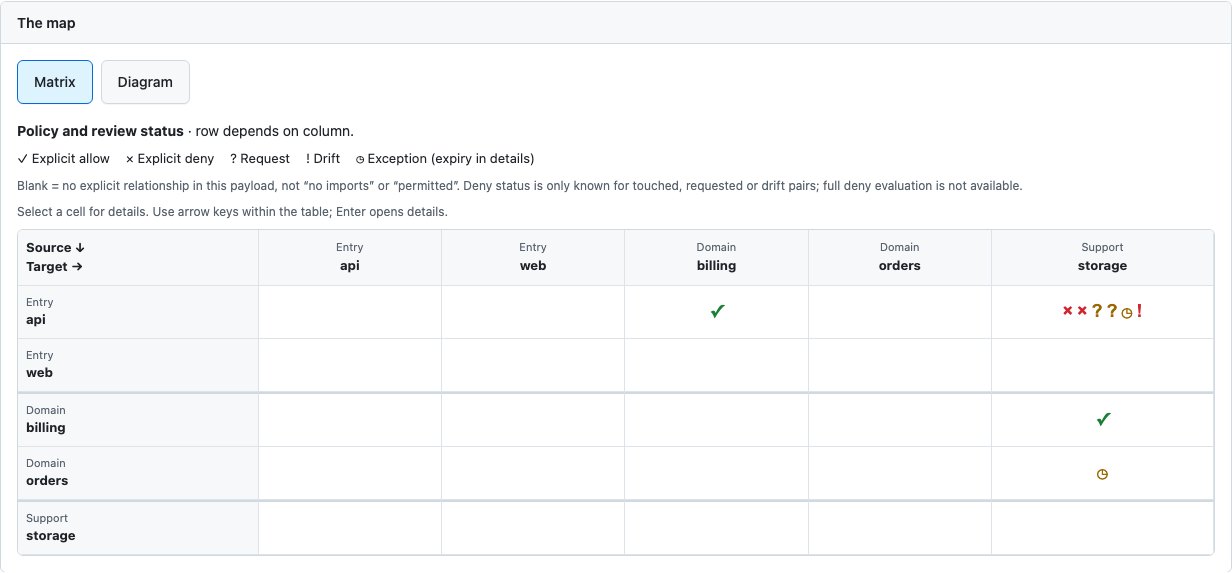 The map
Matrix Diagram
Policy and review status · row depends on column.
✓ Explicit allow × Explicit deny ? Request ! Drift ◷ Exception (expiry in details)
Blank = no explicit relationship in this payload, not “no imports” or “permitted”. Deny status is only known for touched, requested or drift pairs; full deny evaluation is not available.
Select a cell for details. Use arrow keys within the table; Enter opens details.
Source ↓
Target →
Entry
api
Entry
web
Domain
billing
Domain
orders
Support
storage
Entry
api
✓
× × ? ? ◷ !
Entry
web
Domain
billing
✓
Domain
orders
◷
Support
storage